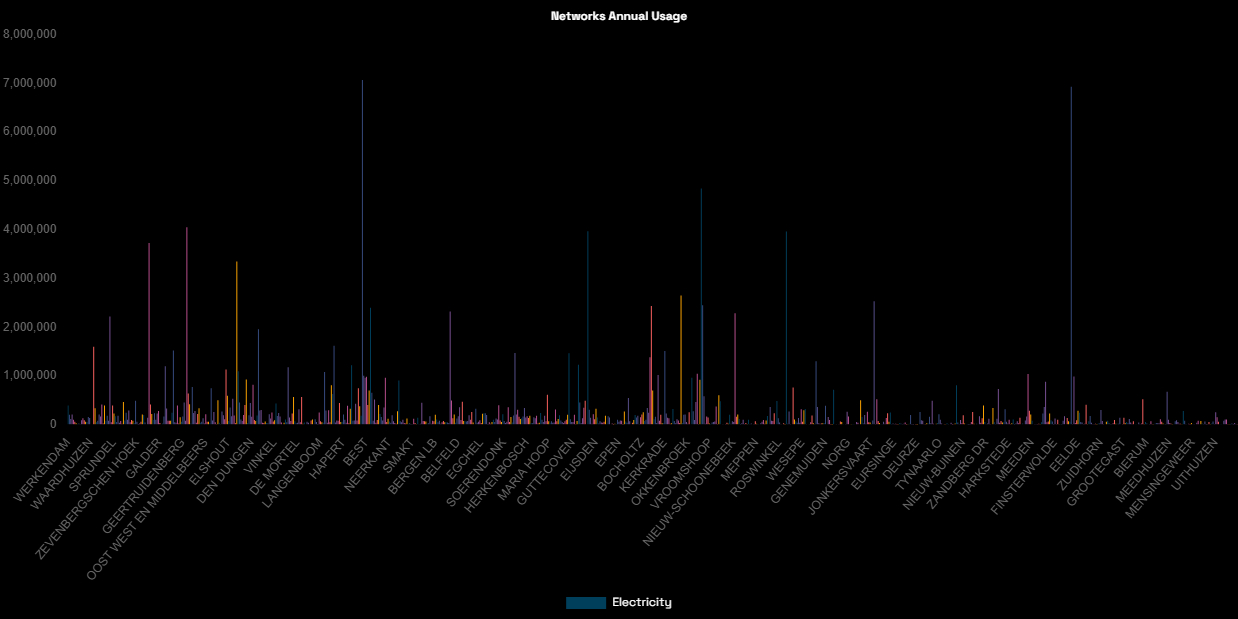 Networks Annual Usage
8,000,000
7,000,000
6,000,000
5,000,000
4,000,000
3,000,000
2,000,000
1,000,000
0
WERKENDAM
WAARDHUIZEN
SPRUNDEL
ZEVENBERGSCHEN HOEK
GALDER
GEERTRUIDENBERG
OOST WEST EN MIDDELBEERS
ELSHOUT
DEN DUNGEN
VINKEL
DE MORTEL
LANGENBOOM
HAPERT
BEST
NEERKANT
SMAKT
BERGEN LB
BELFELD
EGCHEL
SOERENDONK
HERKENBOSCH
MARIA HOOP
GUTTECOVEN
ELISDEN
EPEN
BOCHOLTZ
KERKRADE
OKKENBROEK
VROOMSHOOP
NIEUW-SCHOONEBEEK
MEPPEN
ROSWINKEL
WESEPE
GENEMUIDEN
NORG
JONKERSVAART
EURSINGE
DEURZE
TYNAARLO
NIEUW-BUINEN
ZANDBERG DR
HARKSTEDE
MEEDEN
FINSTERWOLDE
EELDE
ZUIDHORN
GROOTEGAST
BIERUM
MEEDHUIZEN
MENSINGEWEER
UITHUIZEN
Electricity